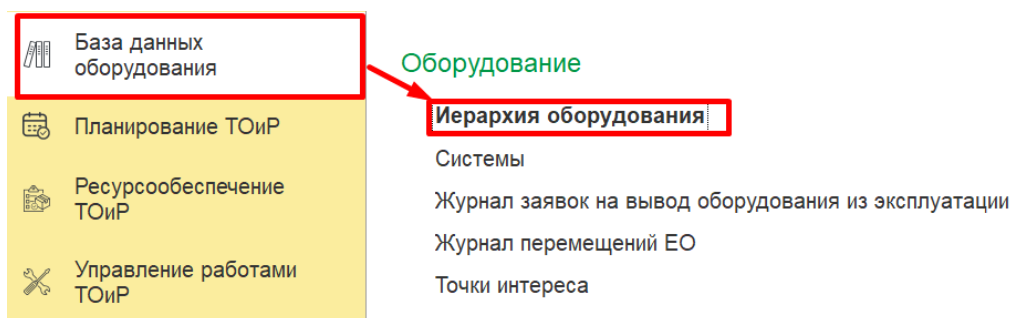 База данных
оборудования
Планирование ТОиР
Ресурсообеспечение
ТОиР
Управление работами
ТОиР
Оборудование
Иерархия оборудования
Системы
Журнал заявок на вывод оборудования из эксплуатации
Журнал перемещений ЕО
Точки интереса